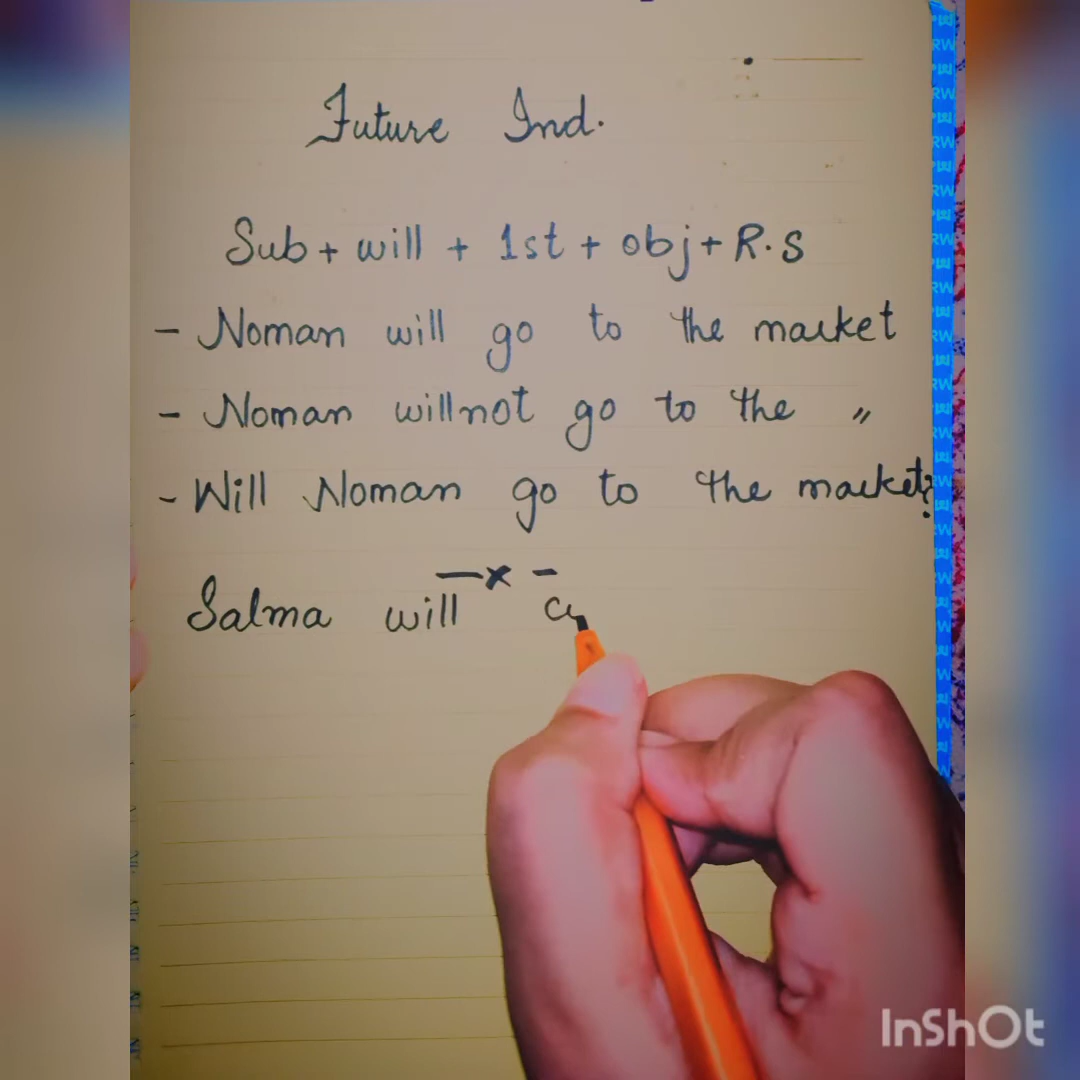 Future Ind.
Sub + will + 1st + obj + R.S
- Noman will go to the market
- Noman will not go to the "
- Will Noman go to the market?
—x-
Salma will
InShOt